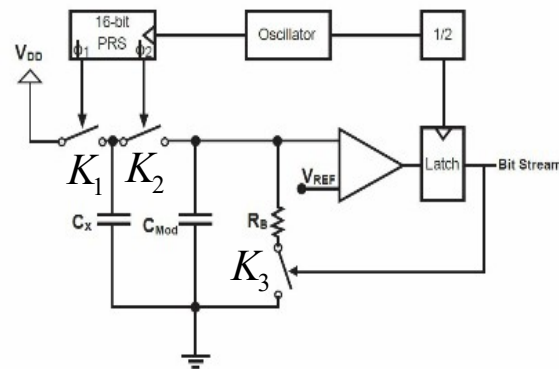 16-bit
PRS
Φ1 Φ2
Oscillator
1/2
VDD
K1
K2
Latch
Bit Stream
VREF
CX
CMod
RB
K3